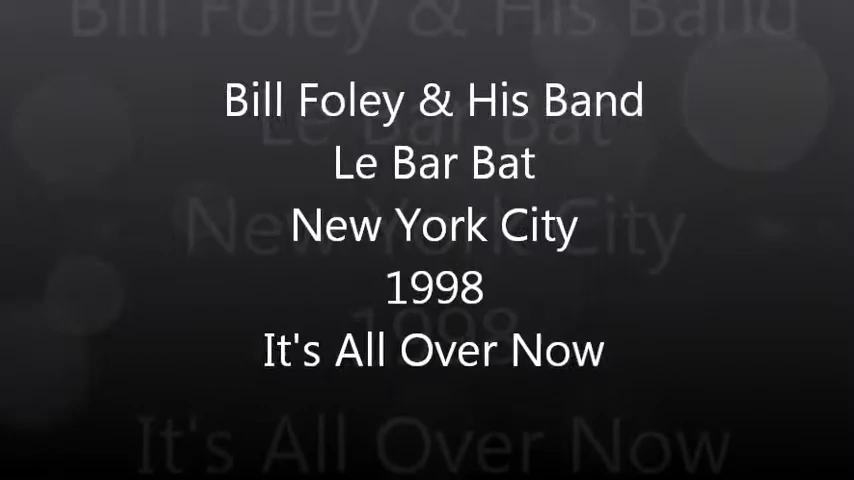 Bill Foley & His Band
Le Bar Bat
New York City
1998
It's All Over Now